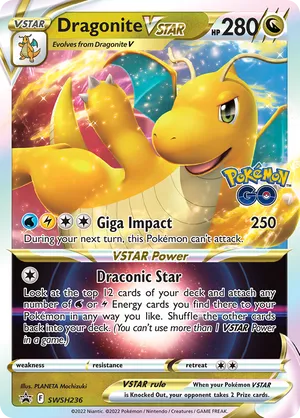 VSTAR
Dragonite VSTAR HP 280
Evolves from Dragonite V
Pokémon
GO
Giga Impact 250
During your next turn, this Pokémon can't attack.
VSTAR Power
Draconic Star
Look at the top 12 cards of your deck and attach any
number of or Energy cards you find there to your
Pokémon in any way you like. Shuffle the other cards
back into your deck. (You can't use more than 1 VSTAR Power
in a game.)
weakness resistance retreat
Illus. PLANETA Mochizuki
VSTAR rule
When your Pokémon VSTAR
is Knocked Out, your opponent takes 2 Prize cards.
F SWSH236
©2022 Niantic. ©2022 Pokémon / Nintendo / Creatures / GAME FREAK.